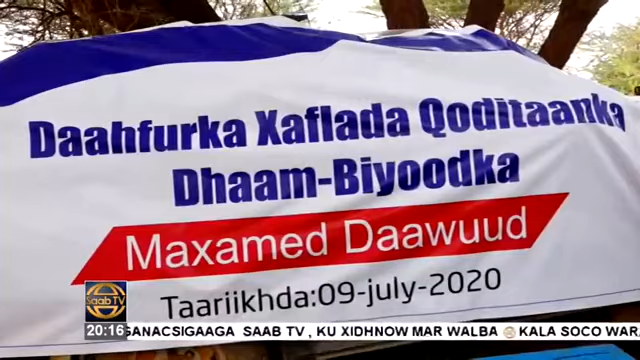 Daahfurka Xaflada Qoditaanka
Dhaam-Biyoodka
Maxamed Daawuud
Taariikhda:09-july-2020
Saab TV
20:16
GANACSIGAAGA SAAB TV , KU XIDHNOW MAR WALBA KALA SOCO WAR